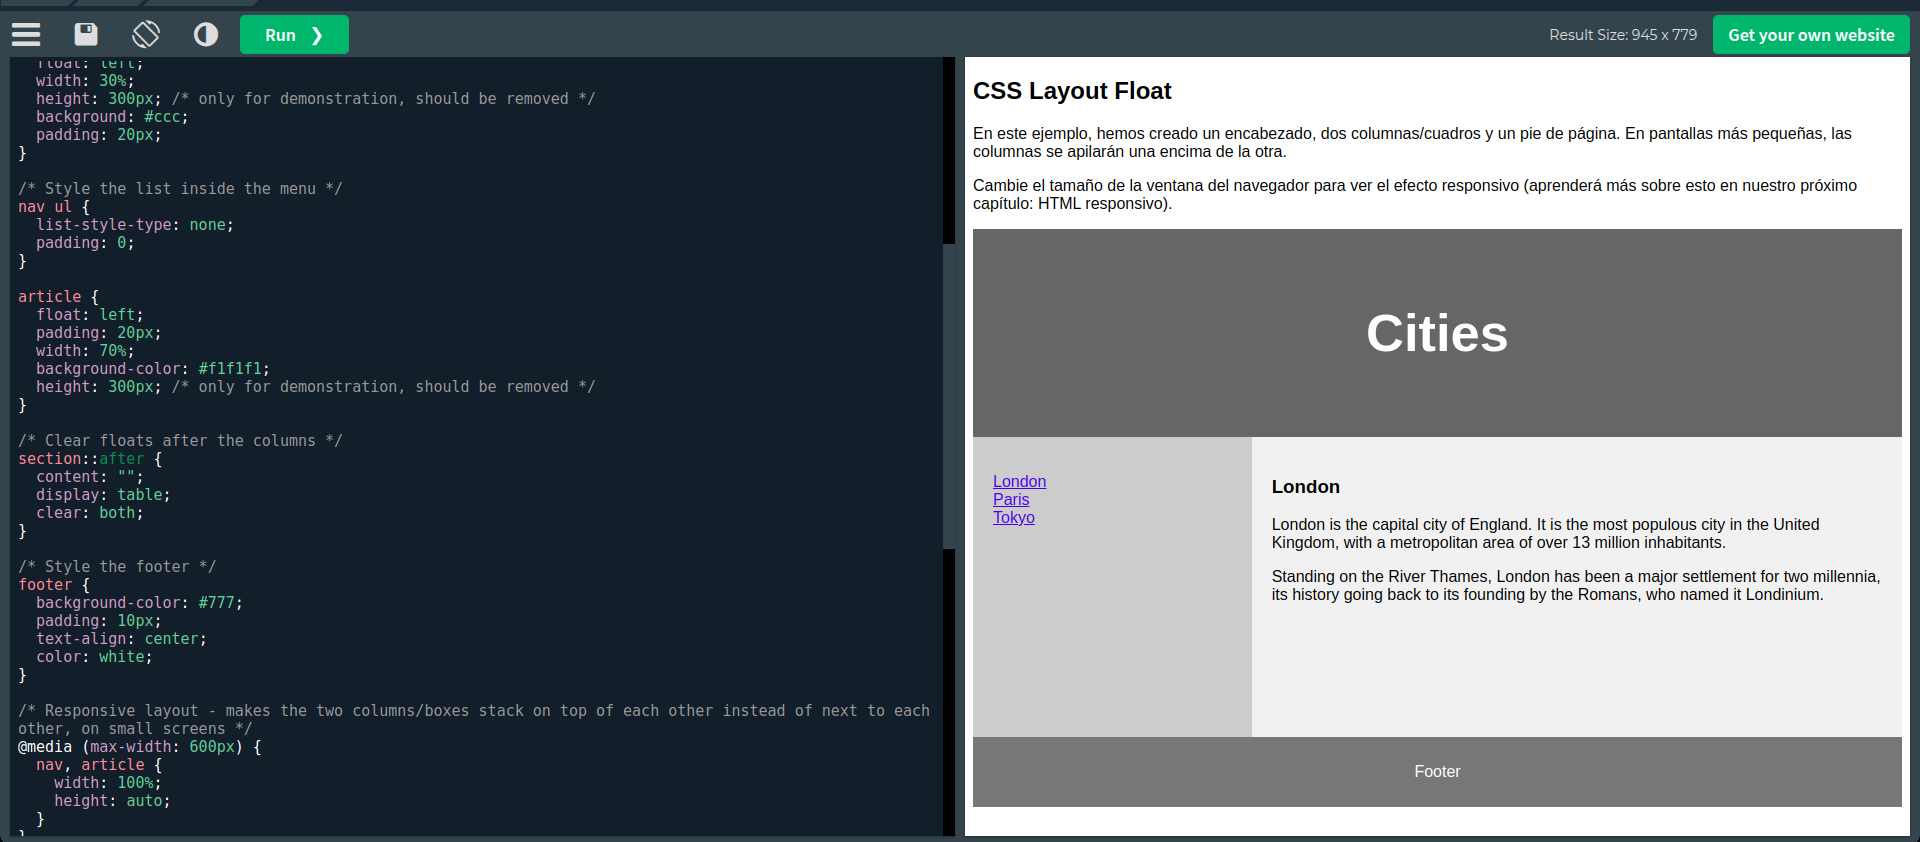 Run ❯
Result Size: 945 x 779
Get your own website
float: left;
width: 30%;
height: 300px; /* only for demonstration, should be removed */
background: #ccc;
padding: 20px;
}
/* Style the list inside the menu */
nav ul {
list-style-type: none;
padding: 0;
}
article {
float: left;
padding: 20px;
width: 70%;
background-color: #f1f1f1;
height: 300px; /* only for demonstration, should be removed */
}
/* Clear floats after the columns */
section::after {
content: "";
display: table;
clear: both;
}
/* Style the footer */
footer {
background-color: #777;
padding: 10px;
text-align: center;
color: white;
}
/* Responsive layout - makes the two columns/boxes stack on top of each other instead of next to each
other, on small screens */
@media (max-width: 600px) {
nav, article {
width: 100%;
height: auto;
}
}
CSS Layout Float
En este ejemplo, hemos creado un encabezado, dos columnas/cuadros y un pie de página. En pantallas más pequeñas, las
columnas se apilarán una encima de la otra.
Cambie el tamaño de la ventana del navegador para ver el efecto responsivo (aprenderá más sobre esto en nuestro próximo
capítulo: HTML responsivo).
Cities
London
Paris
Tokyo
London
London is the capital city of England. It is the most populous city in the United
Kingdom, with a metropolitan area of over 13 million inhabitants.
Standing on the River Thames, London has been a major settlement for two millennia,
its history going back to its founding by the Romans, who named it Londinium.
Footer